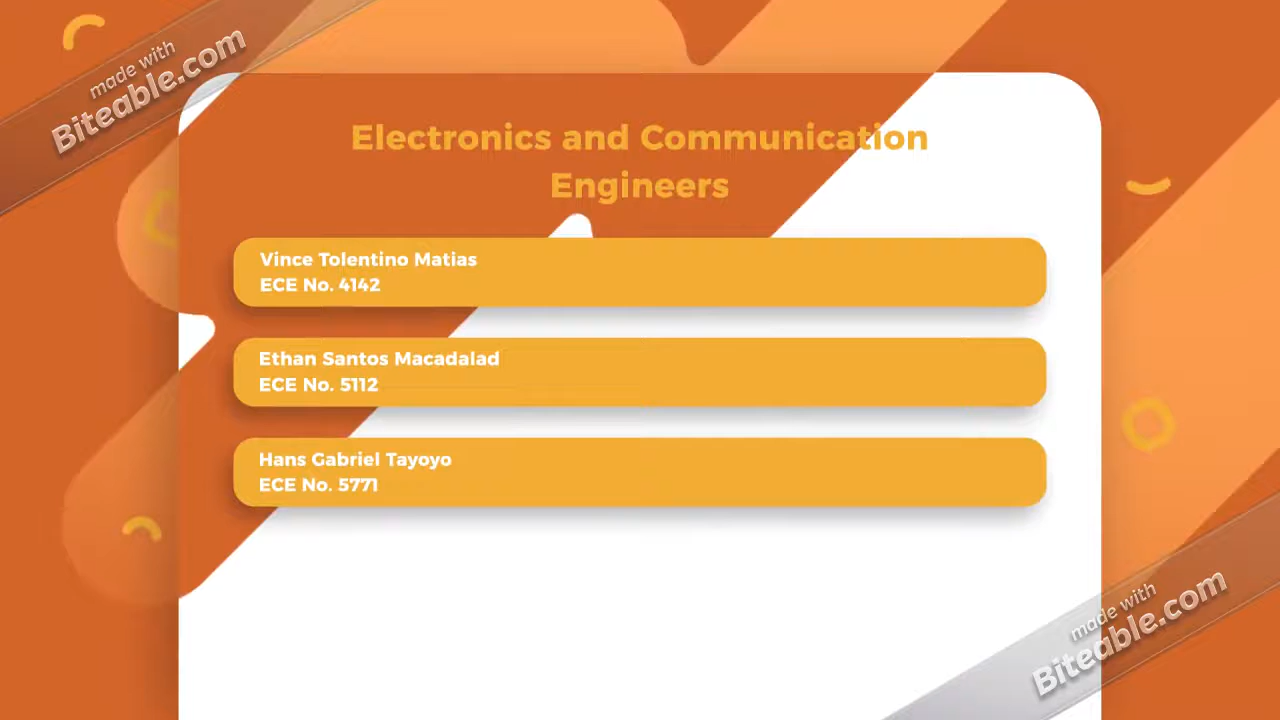 made with
Biteable.com
Electronics and Communication
Engineers
Vince Tolentino Matias
ECE No. 4142
Ethan Santos Macadalad
ECE No. 5112
Hans Gabriel Tayoyo
ECE No. 5771
made with
Biteable.com